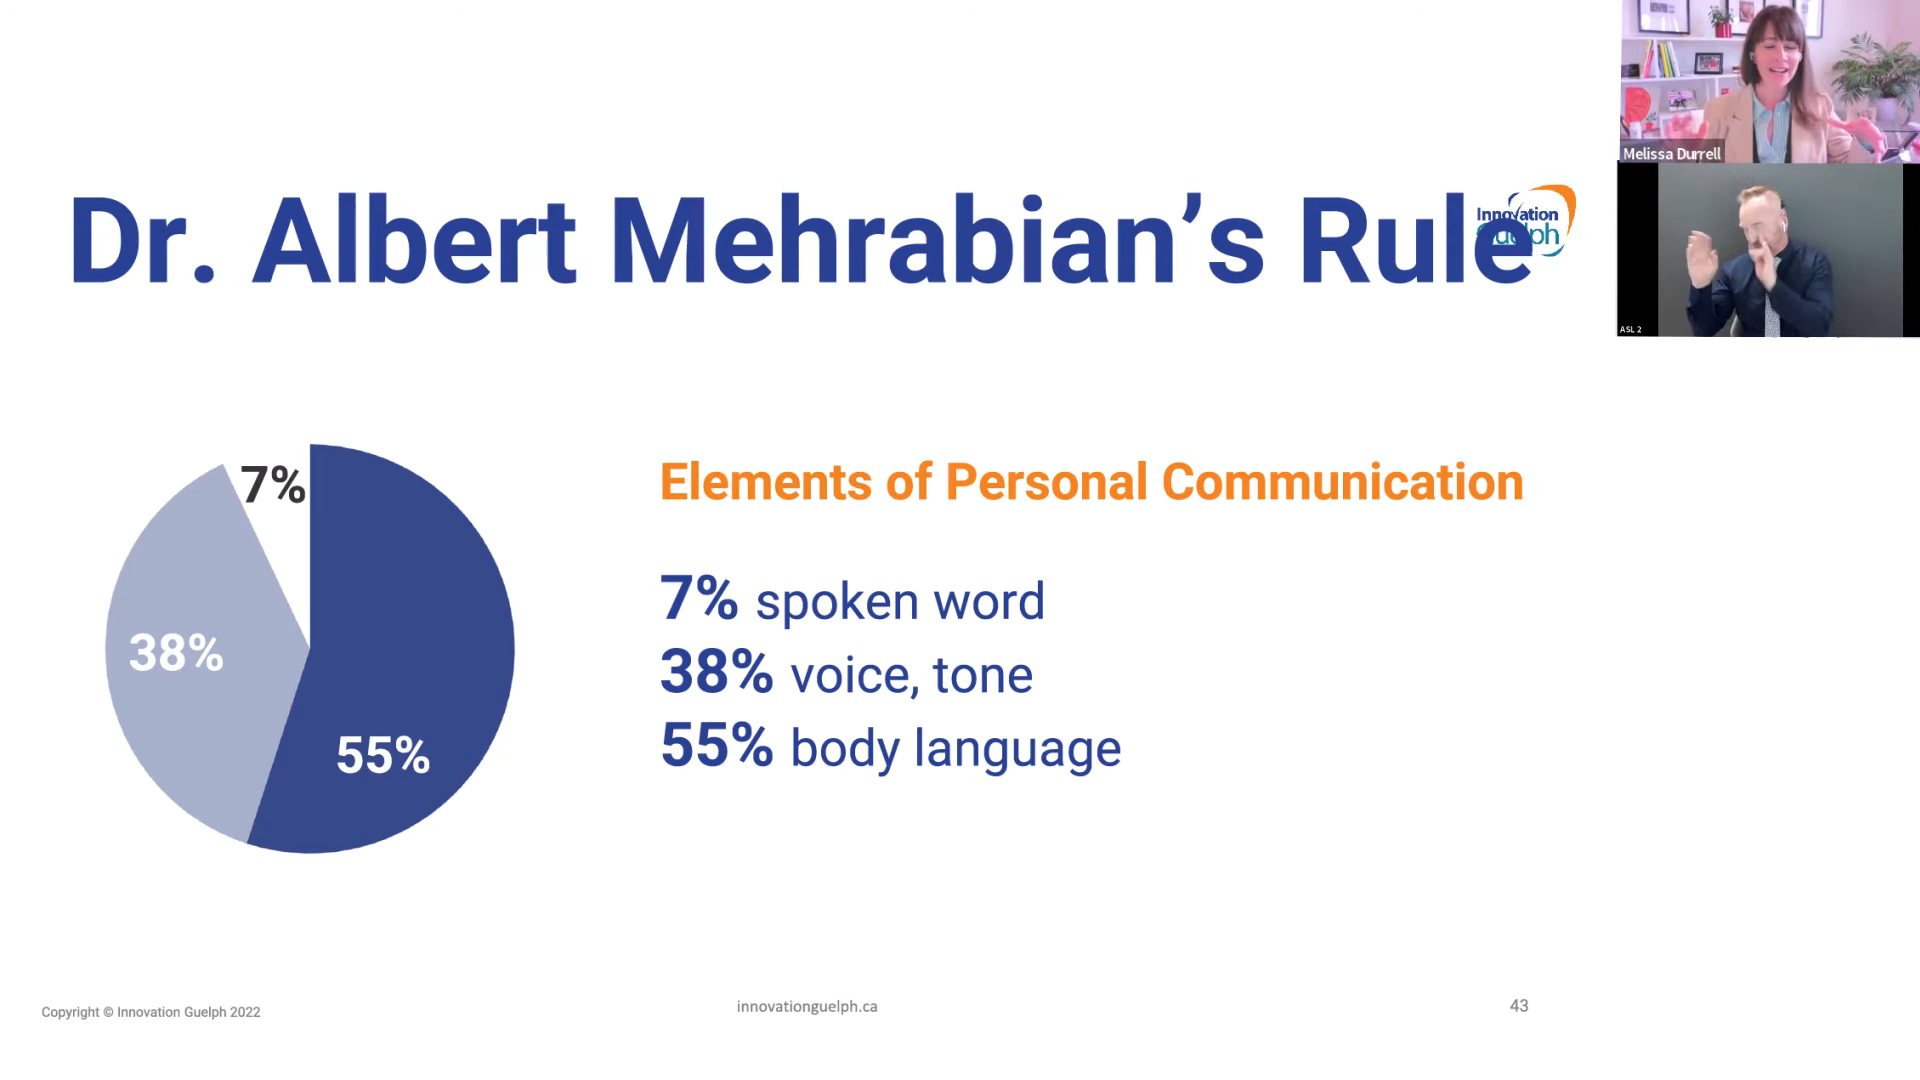 Melissa Durrell
Dr. Albert Mehrabian’s Rule
Innovation
Guelph
ASL 2
7%
38%
55%
Elements of Personal Communication
7% spoken word
38% voice, tone
55% body language
Copyright © Innovation Guelph 2022
innovationguelph.ca
43